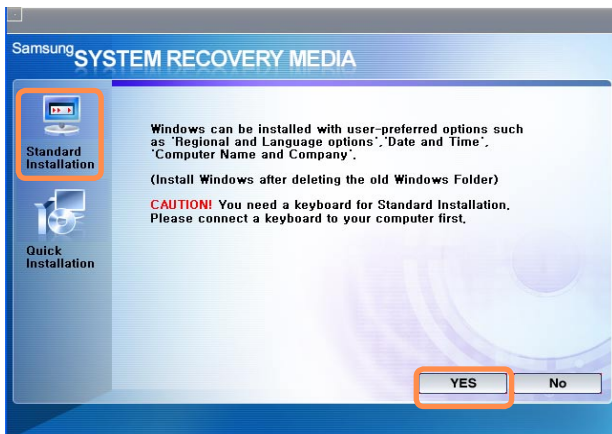 Samsung SYSTEM RECOVERY MEDIA
Standard
Installation
Quick
Installation
Windows can be installed with user-preferred options such
as 'Regional and Language options','Date and Time',
'Computer Name and Company'.
(Install Windows after deleting the old Windows Folder)
CAUTION! You need a keyboard for Standard Installation.
Please connect a keyboard to your computer first.
YES
No